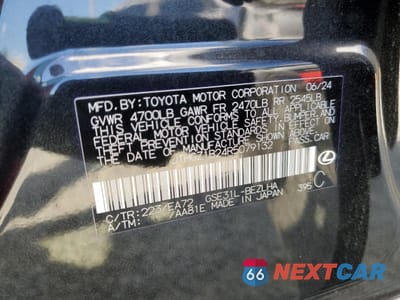 MFD. BY: TOYOTA MOTOR CORPORATION 06/24
GVWR 4700LB GAWR FR 2470LB RR 2545LB
THIS VEHICLE CONFORMS TO ALL APPLICABLE
FEDERAL MOTOR VEHICLE SAFETY, BUMPER, AND
THEFT PREVENTION STANDARDS IN EFFECT ON
THE DATE OF MANUFACTURE SHOWN ABOVE.
PASS. CAR
C/TR: 223/EA72 GSE31L-BEZLHA
A/TM: /AAB1E MADE IN JAPAN 395 C
66 NEXTCAR